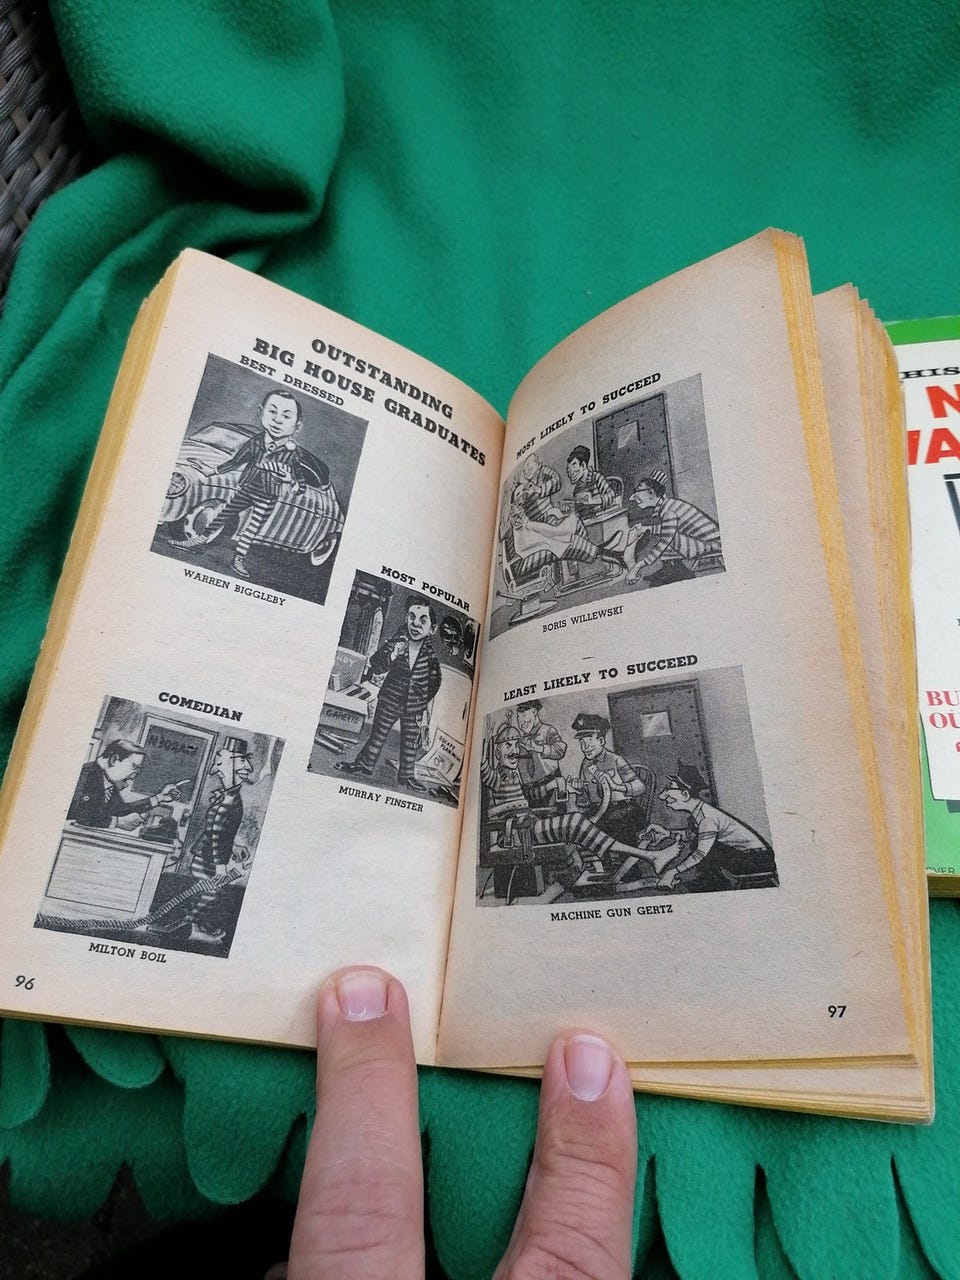 OUTSTANDING
BIG HOUSE GRADUATES
BEST DRESSED
WARREN BIGGLEBY
MOST POPULAR
MURRAY FINSTER
COMEDIAN
MILTON BOIL
96
MOST LIKELY TO SUCCEED
BORIS WILLEWSKI
LEAST LIKELY TO SUCCEED
MACHINE GUN GERTZ
97